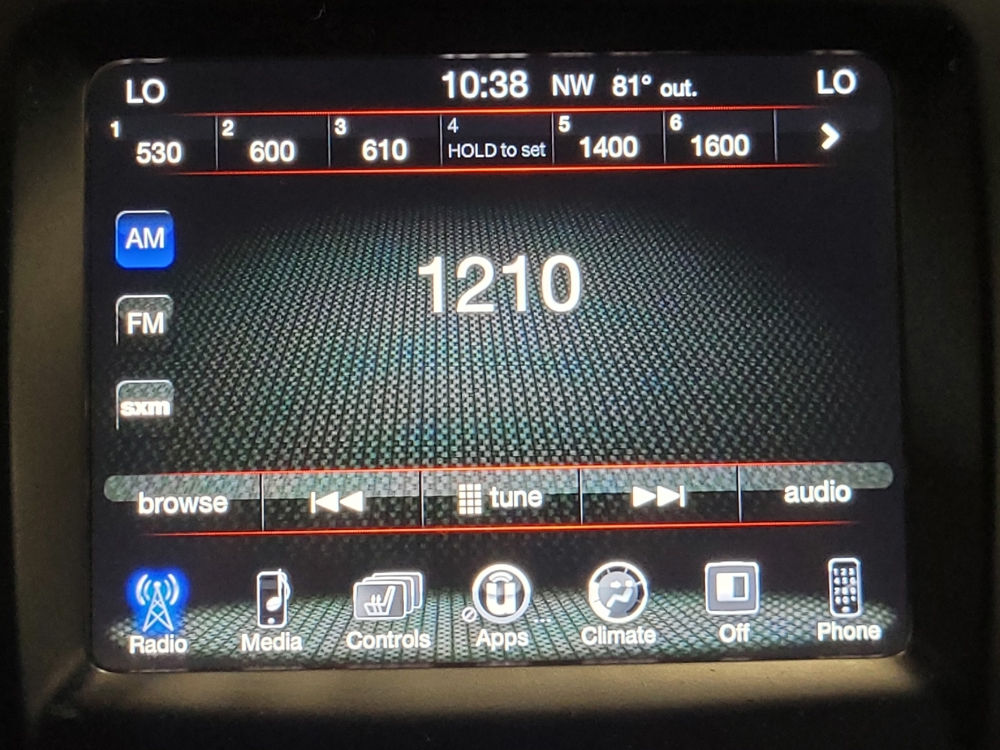 LO 10:38 NW 81° out. LO
1 2 3 4 5 6
530 600 610 HOLD to set 1400 1600
AM
1210
FM
sxm
browse tune audio
Radio Media Controls Apps Climate Off Phone